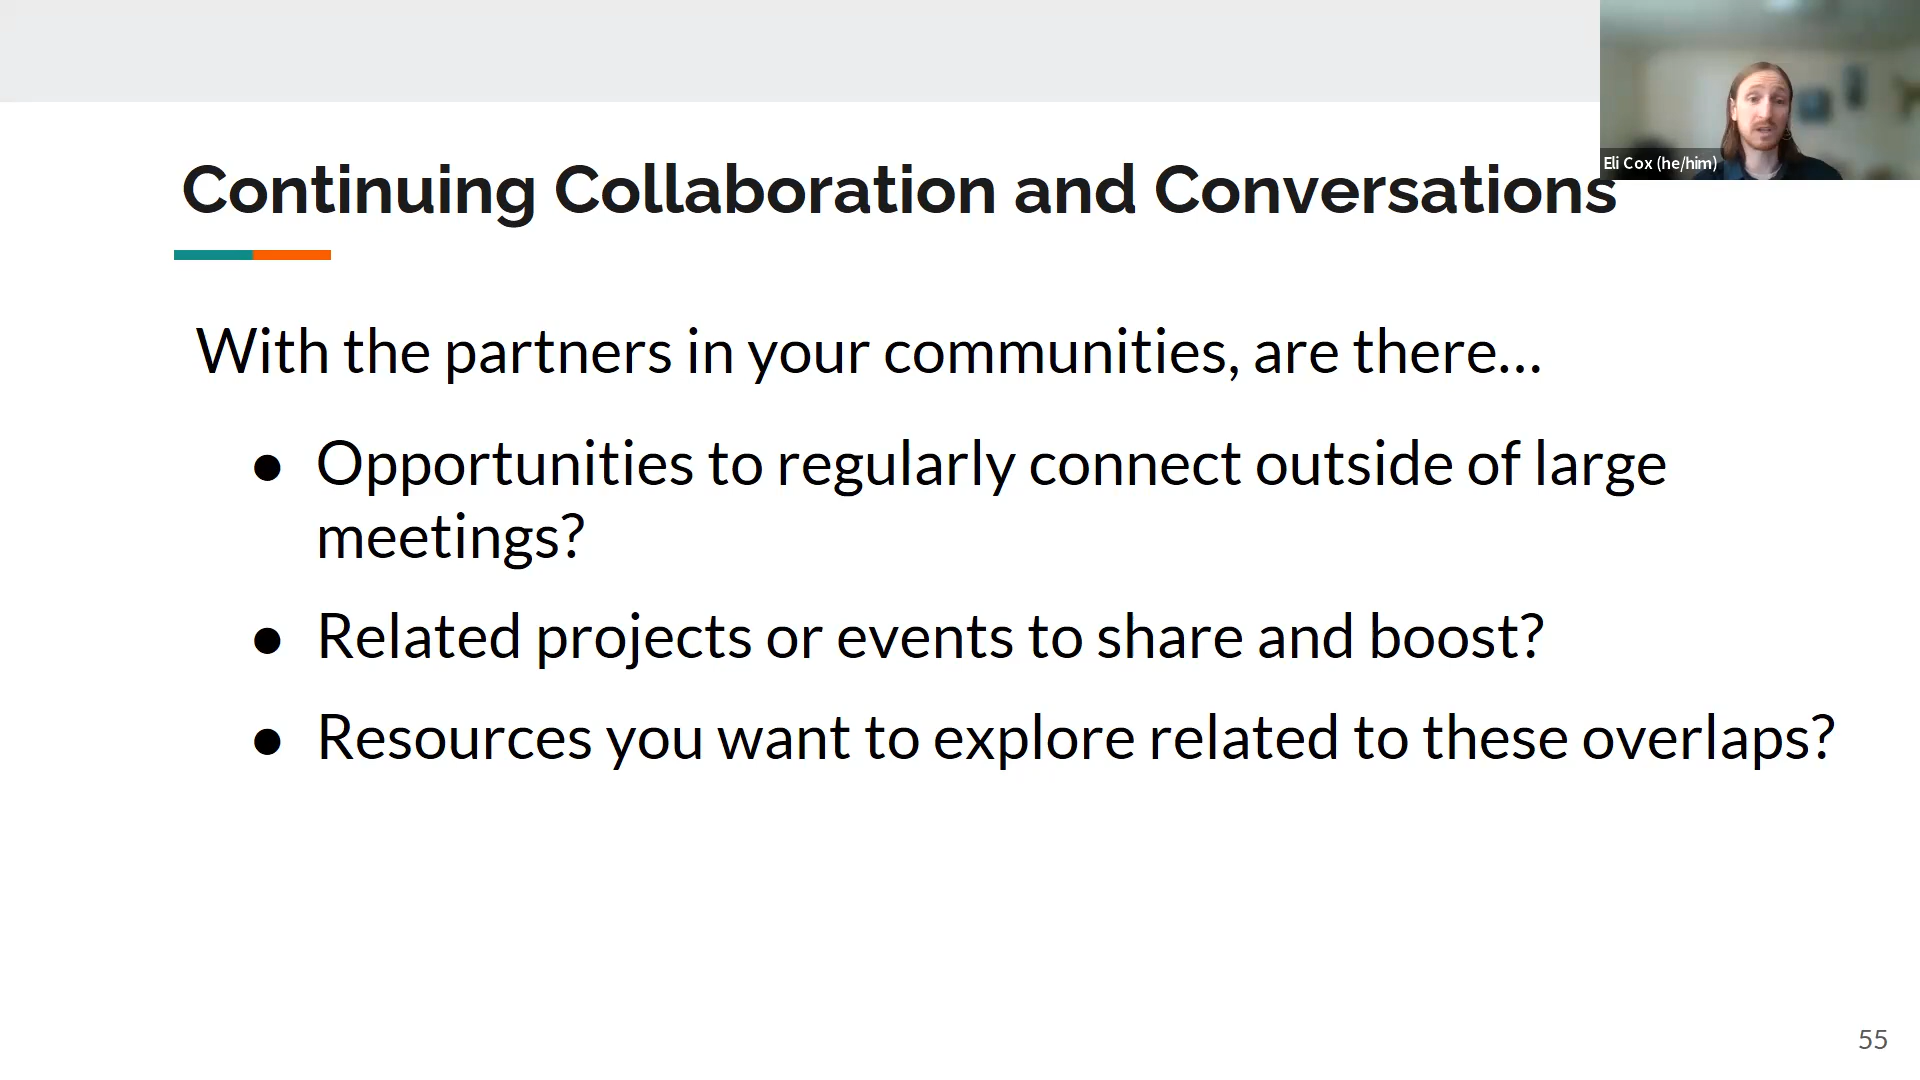 Eli Cox (he/him)
Continuing Collaboration and Conversations
With the partners in your communities, are there…
● Opportunities to regularly connect outside of large
meetings?
● Related projects or events to share and boost?
● Resources you want to explore related to these overlaps?
55